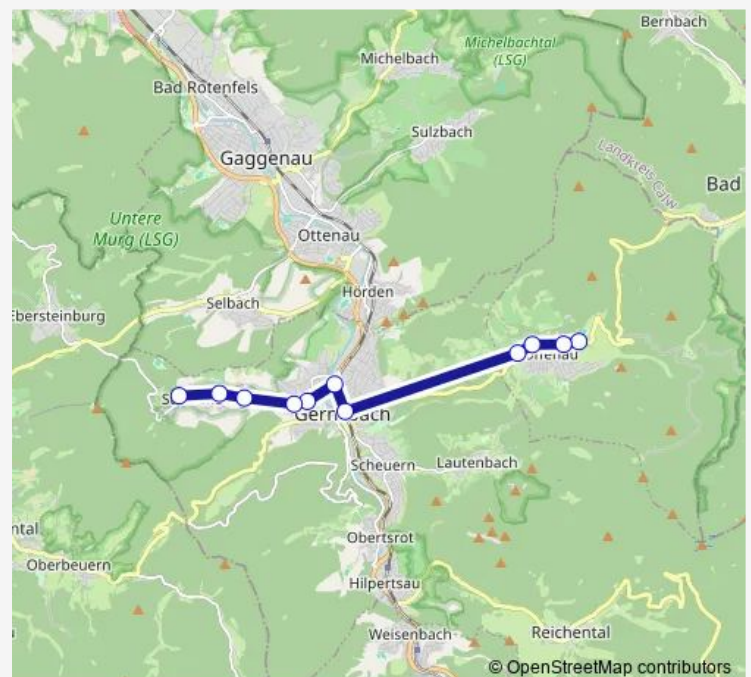 Bernbach
Michelbachtal
(LSG)
Michelbach
Bad Rotenfels
Sulzbach
Gaggenau
Landkreis Calw
Bad
Untere
Murg (LSG)
Ottenau
Hörden
Selbach
Ebersteinburg
Gernsbach
Scheuern
Lautenbach
ntal
Obertsrot
Oberbeuern
Hilpertsau
Weisenbach
Reichental
© OpenStreetMap contributors